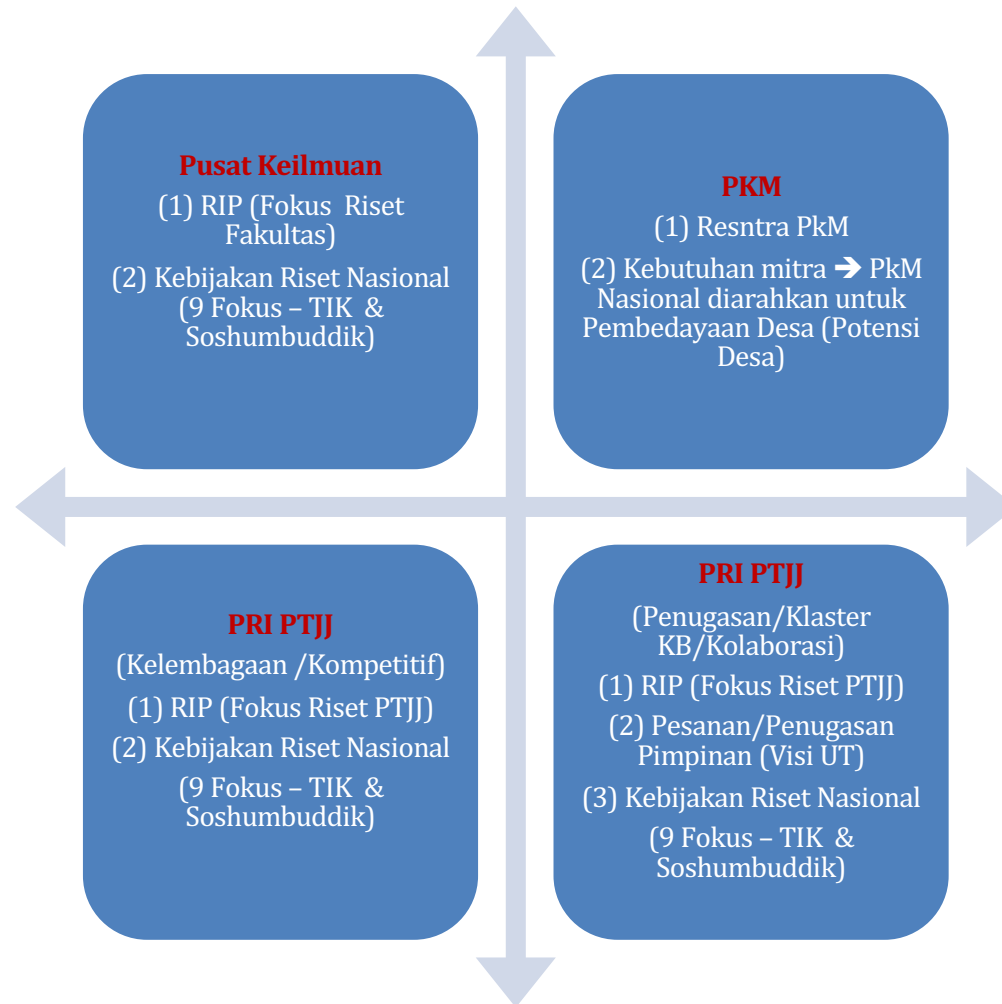 Pusat Keilmuan
(1) RIP (Fokus Riset
Fakultas)
(2) Kebijakan Riset Nasional
(9 Fokus – TIK &
Soshumbuddik)
PKM
(1) Resntra PkM
(2) Kebutuhan mitra ➔ PkM
Nasional diarahkan untuk
Pembedayaan Desa (Potensi
Desa)
PRI PTJJ
(Kelembagaan /Kompetitif)
(1) RIP (Fokus Riset PTJJ)
(2) Kebijakan Riset Nasional
(9 Fokus – TIK &
Soshumbuddik)
PRI PTJJ
(Penugasan/Klaster
KB/Kolaborasi)
(1) RIP (Fokus Riset PTJJ)
(2) Pesanan/Penugasan
Pimpinan (Visi UT)
(3) Kebijakan Riset Nasional
(9 Fokus – TIK &
Soshumbuddik)